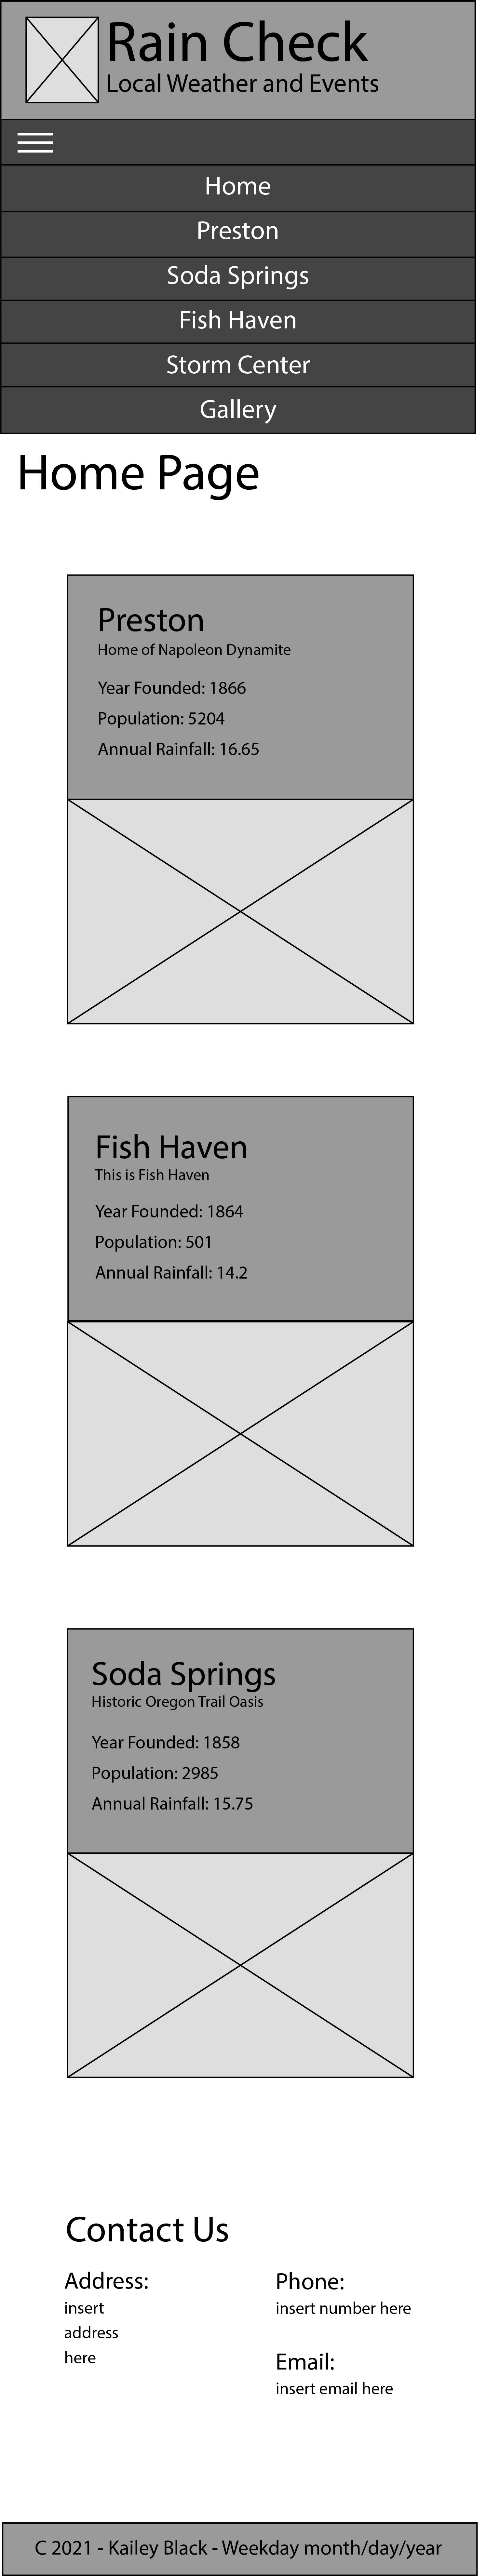 Rain Check
Local Weather and Events
Home
Preston
Soda Springs
Fish Haven
Storm Center
Gallery
Home Page
Preston
Home of Napoleon Dynamite
Year Founded: 1866
Population: 5204
Annual Rainfall: 16.65
Fish Haven
This is Fish Haven
Year Founded: 1864
Population: 501
Annual Rainfall: 14.2
Soda Springs
Historic Oregon Trail Oasis
Year Founded: 1858
Population: 2985
Annual Rainfall: 15.75
Contact Us
Address:
insert
address
here
Phone:
insert number here
Email:
insert email here
C 2021 - Kailey Black - Weekday month/day/year